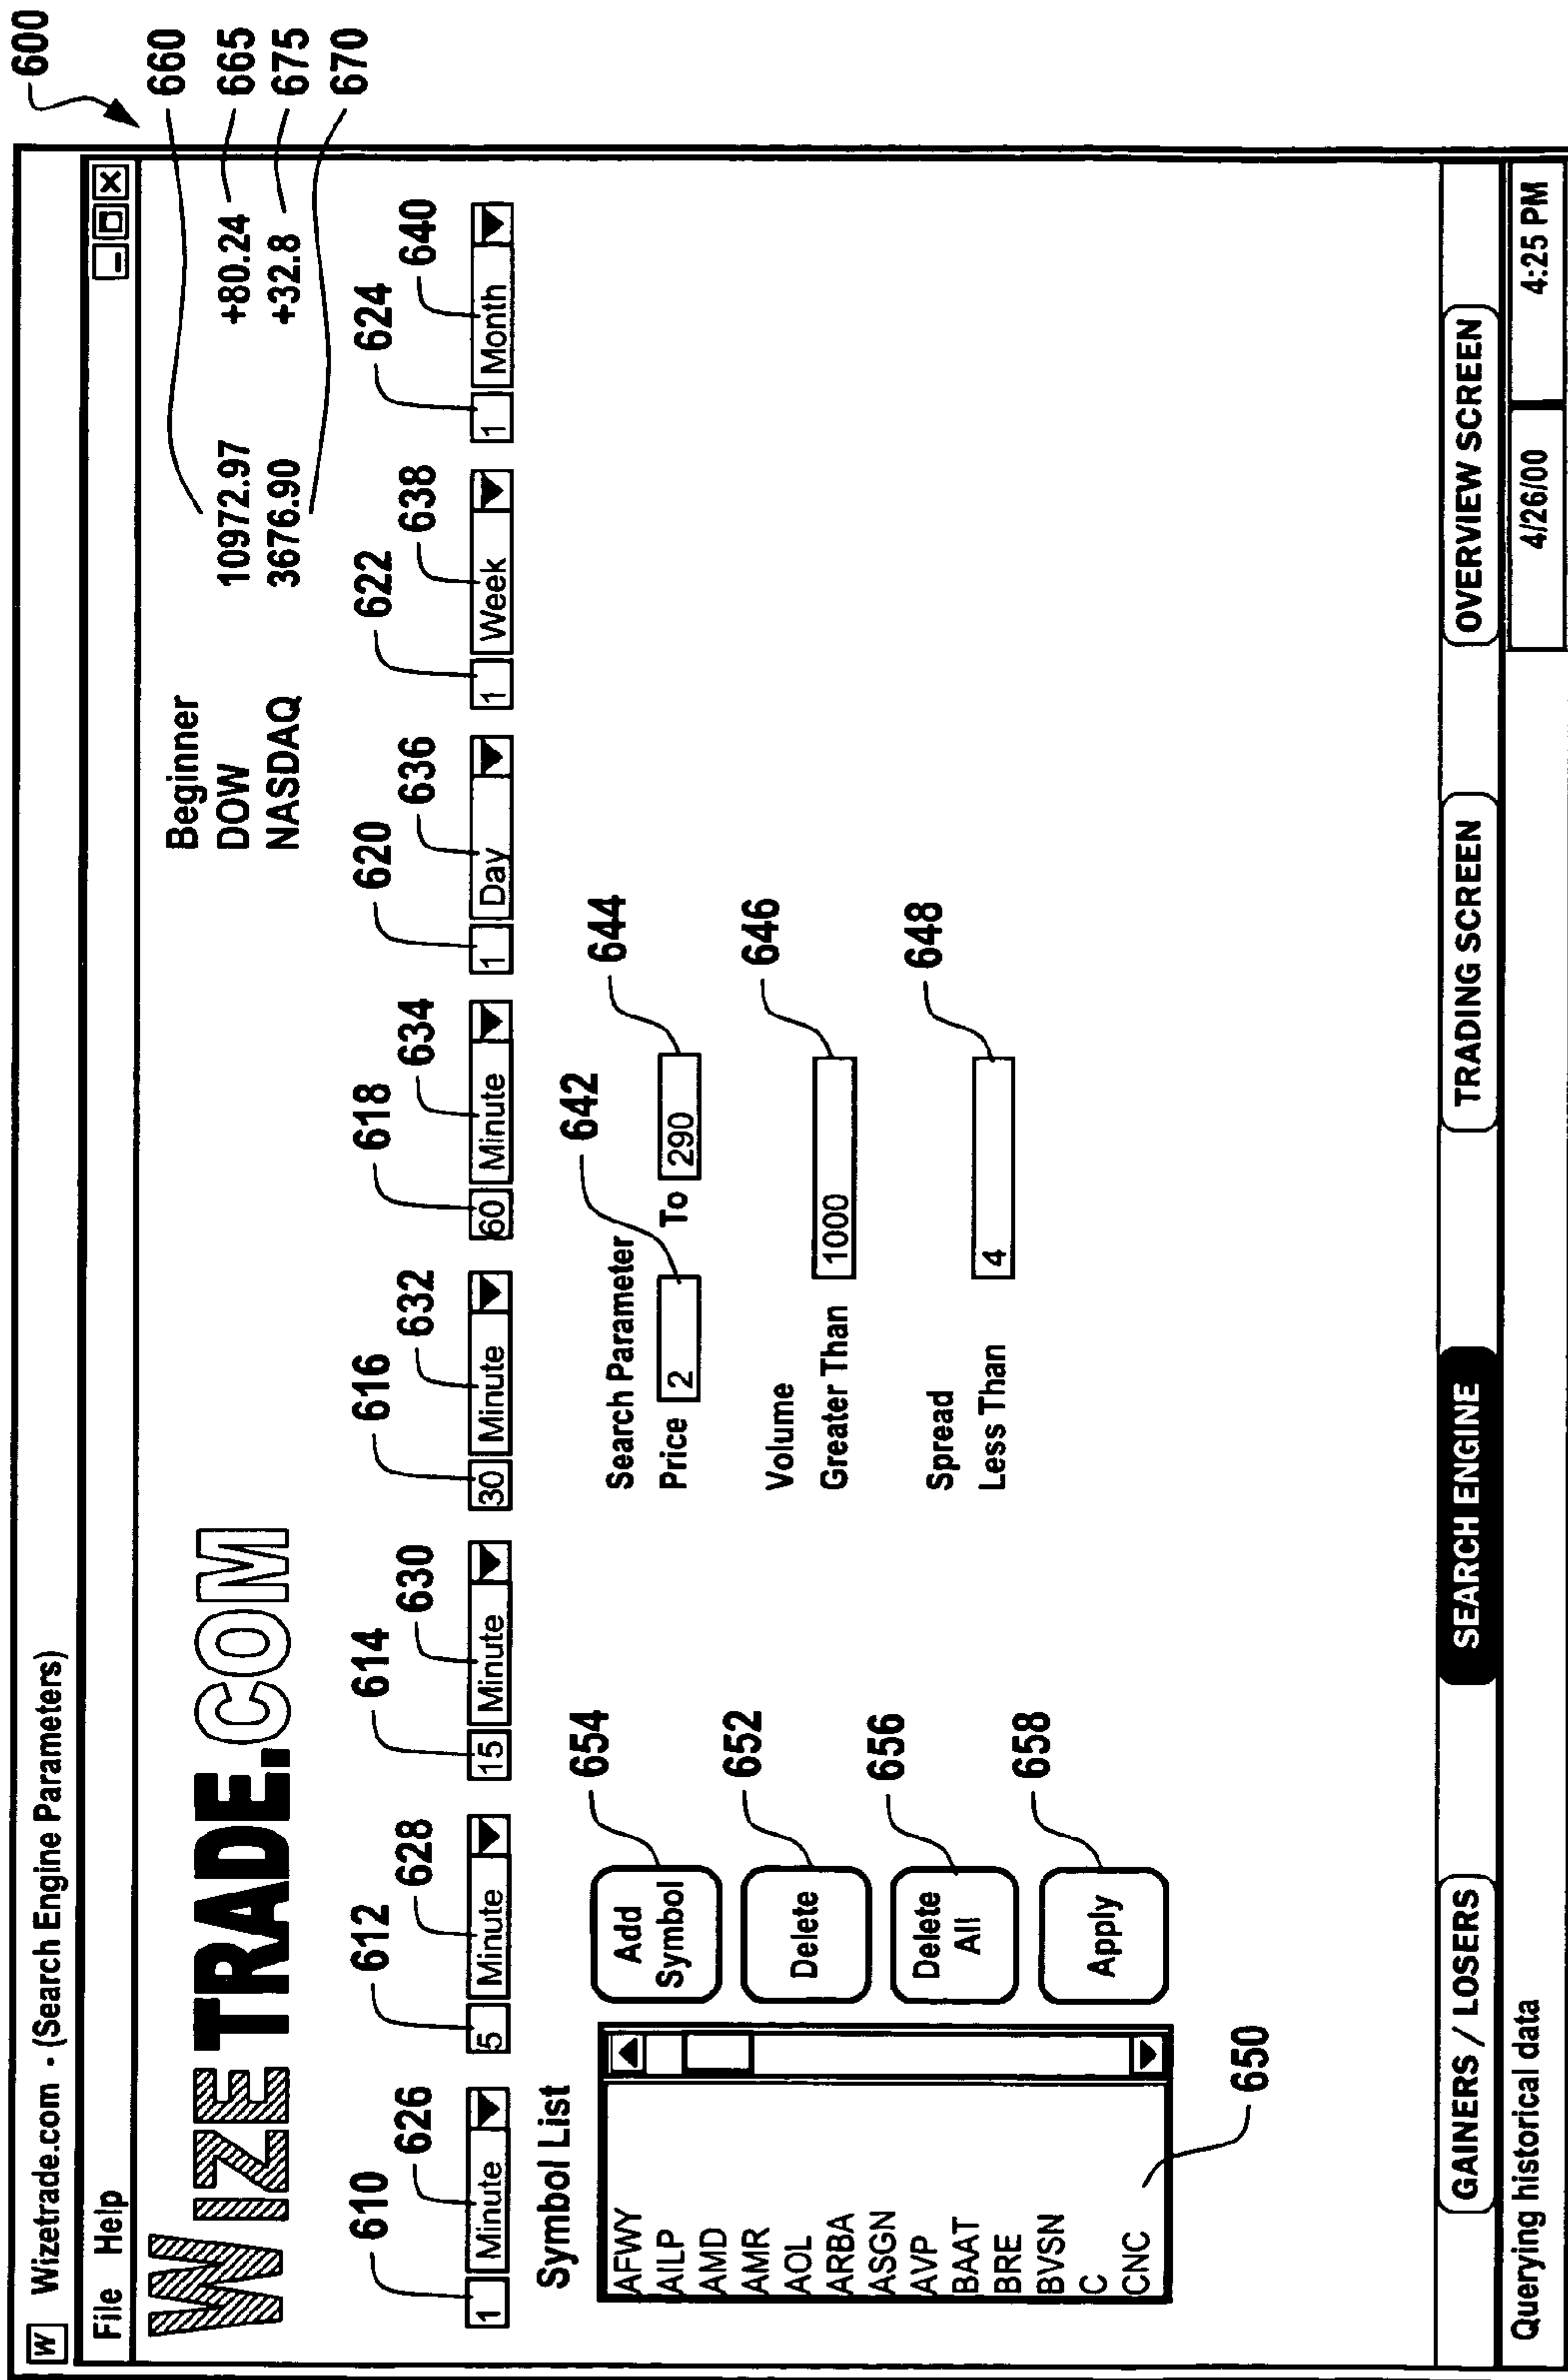 600
W Wizetrade.com - (Search Engine Parameters)
File Help
WIZETRADE.COM
Beginner
DOW 10972.97 +80.24
NASDAQ 3676.90 +32.8
660
665
675
670
610 612 614 616 618 620 622 624
626 628 630 632 634 636 638 640
1 Minute 5 Minute 15 Minute 30 Minute 60 Minute 1 Day 1 Week 1 Month
Symbol List
AFWY
AILP
AMD
AMR
AOL
ARBA
ASGN
AVP
BAAT
BRE
BVSN
C
CNC
650
Add Symbol
654
Delete
652
Delete All
656
Apply
658
Search Parameter
642
Price 2 To 290
644
Volume
Greater Than 1000
646
Spread
Less Than 4
648
GAINERS / LOSERS SEARCH ENGINE TRADING SCREEN OVERVIEW SCREEN
Querying historical data 4/26/00 4:25 PM